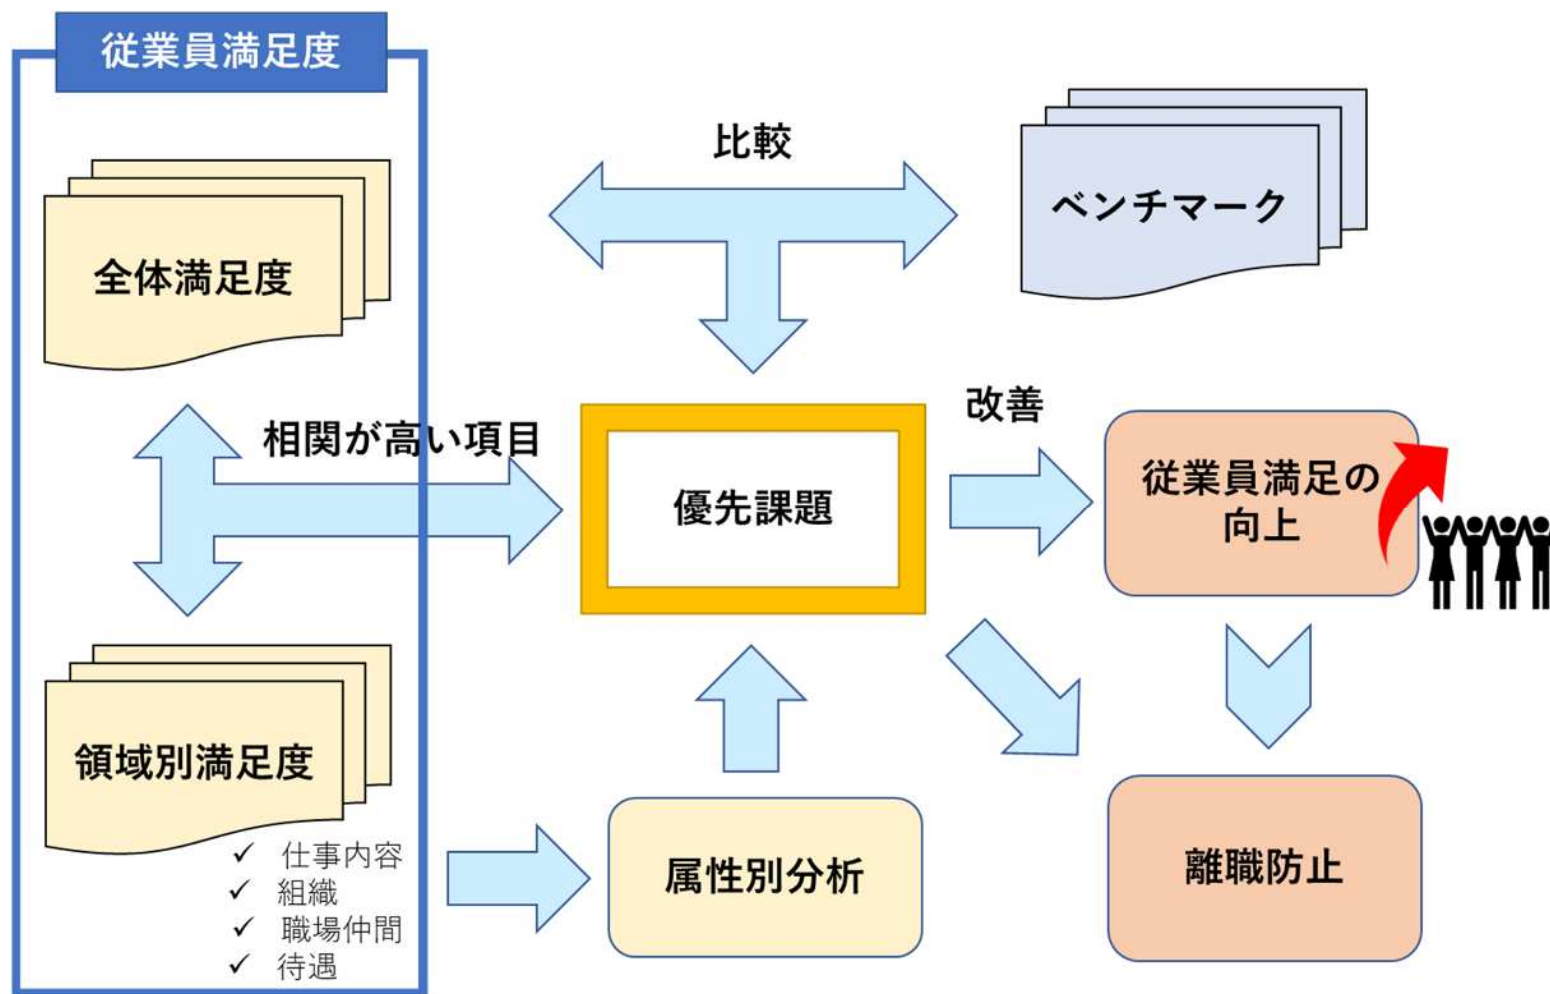 従業員満足度
比較
ベンチマーク
全体満足度
相関が高い項目
改善
優先課題
従業員満足の
向上
領域別満足度
✓ 仕事内容
✓ 組織
✓ 職場仲間
✓ 待遇
属性別分析
離職防止